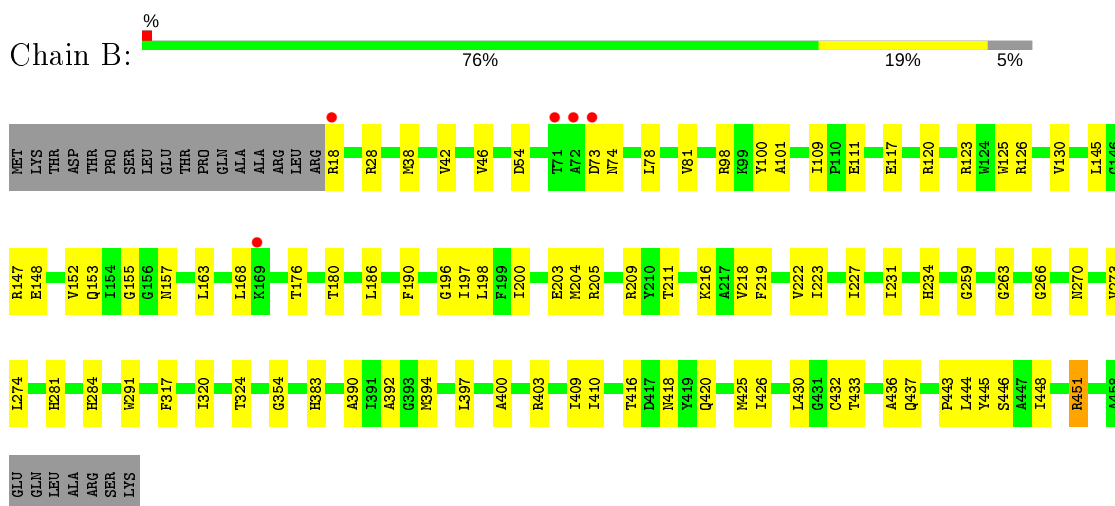 %
Chain B:
76% 19% 5%
MET LYS THR ASP THR PRO SER LEU GLU THR PRO GLN ALA ALA ARG LEU ARG R18 R28 M38 V42 V46 D54 T71 A72 D73 N74 L78 V81 R98 K99 Y100 A101 I109 P110 E111 E117 R120 R123 W124 W125 R126 V130 L145 G146
R147 E148 V152 Q153 I154 G155 G156 N157 L163 L168 K169 T176 T180 L186 F190 G196 I197 L198 F199 I200 E203 M204 R205 R209 Y210 T211 K216 A217 V218 F219 V222 I223 I227 I231 H234 G259 G263 G266 N270 V273
L274 H281 H284 W291 F317 I320 T324 G354 H383 A390 I391 A392 G393 M394 L397 A400 R403 I409 I410 T416 D417 N418 Y419 Q420 M425 I426 L430 G431 C432 T433 A436 Q437 P443 L444 Y445 S446 A447 I448 R451 A458
GLU GLN LEU ALA ARG SER LYS